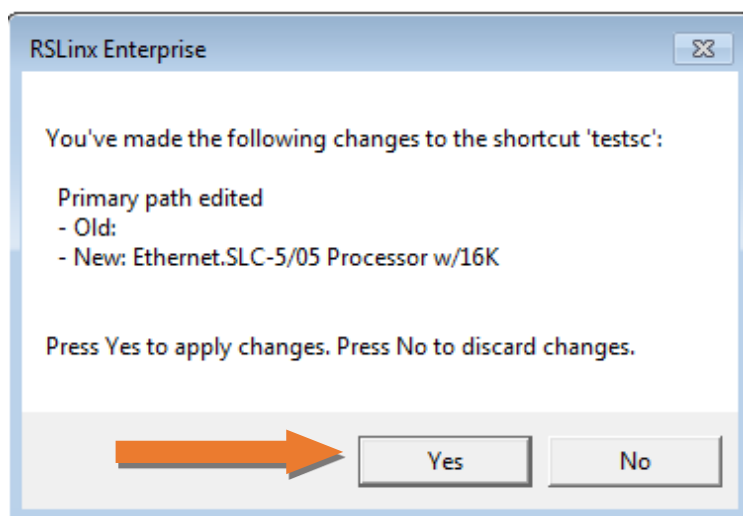 RSLinx Enterprise
You've made the following changes to the shortcut 'testsc':
Primary path edited
- Old:
- New: Ethernet.SLC-5/05 Processor w/16K
Press Yes to apply changes. Press No to discard changes.
Yes No